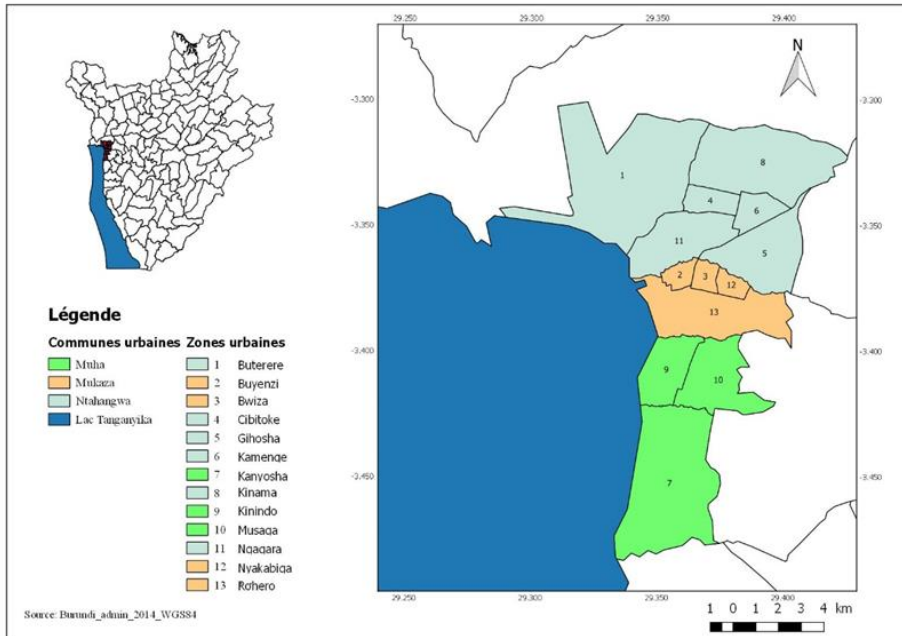 29.250 29.300 29.350 29.400
N
-3.200 -3.200
1
8
4
6
-3.350 -3.350
11
5
2 3 12
13
-3.400 -3.400
9 10
-3.450 -3.450
7
29.250 29.300 29.350 29.400
1 0 1 2 3 4 km
Légende
Communes urbaines
Muha
Mukaza
Ntahangwa
Lac Tanganyika
Zones urbaines
1 Buterere
2 Buyenzi
3 Bwiza
4 Cibitoke
5 Gihosha
6 Kamenge
7 Kanyosha
8 Kinama
9 Kinindo
10 Musaga
11 Ngagara
12 Nyakabiga
13 Rohero
Source: Burundi_admin_2014_WGS84